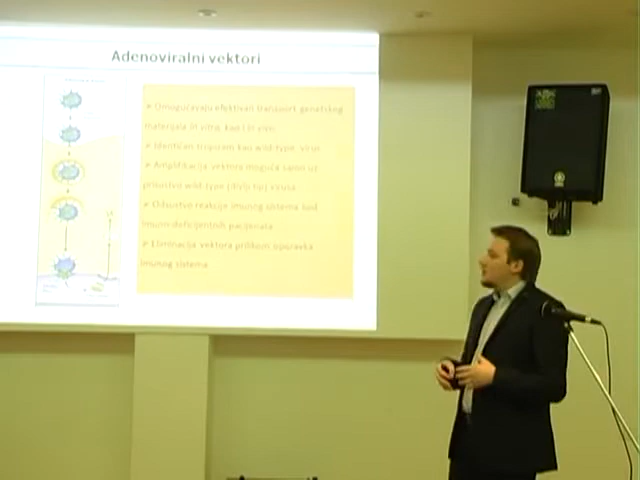 Adenoviralni vektori
✔ Omogućavaju efektivan transport genetskog
materijala in vitro, kao i in vivo
✔ Identičan tropizam kao wild-type virus
✔ Amplifikacija vektora moguća samo uz
prisustvo wild-type (divlji tip) virusa
✔ Odsustvo reakcije imunog sistema kod
imuno-deficijentnih pacijenata
✔ Eliminacija vektora prilikom oporavka
imunog sistema